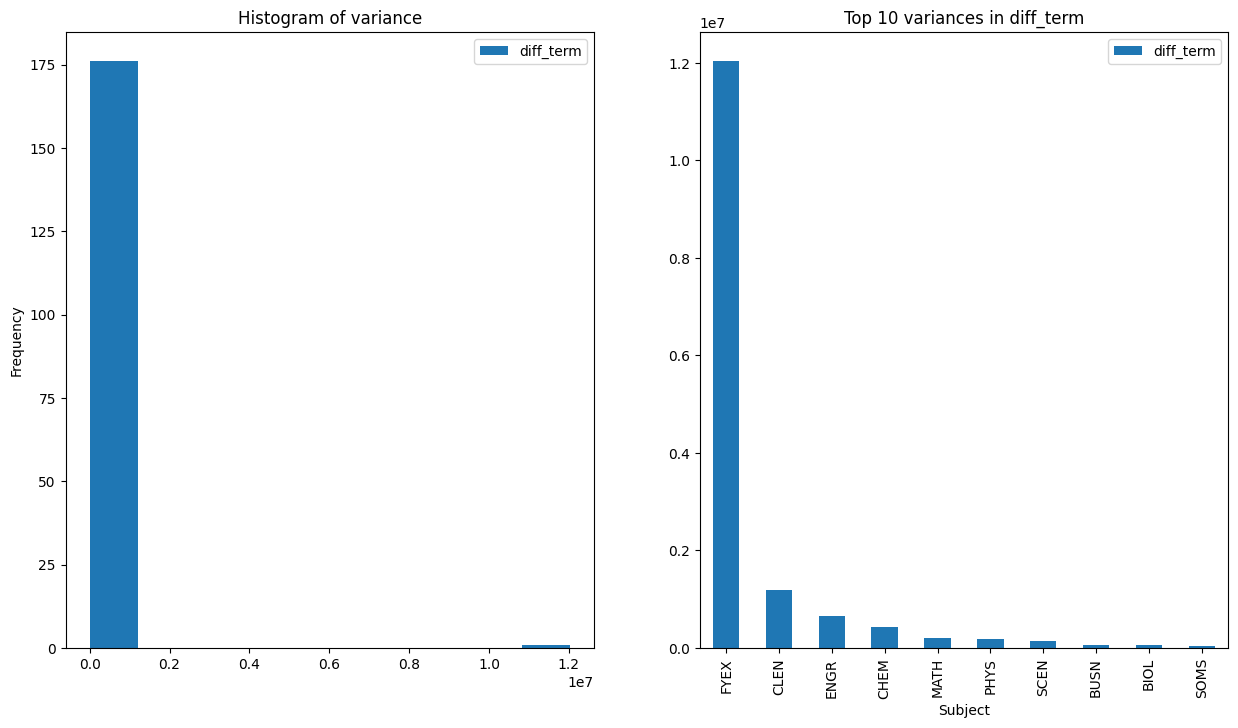 Histogram of variance
diff_term
175
150
125
100
75
50
25
0
Frequency
0.0 0.2 0.4 0.6 0.8 1.0 1.2
1e7
Top 10 variances in diff_term
1e7
diff_term
1.2
1.0
0.8
0.6
0.4
0.2
0.0
FYEX CLEN ENGR CHEM MATH PHYS SCEN BUSN BIOL SOMS
Subject